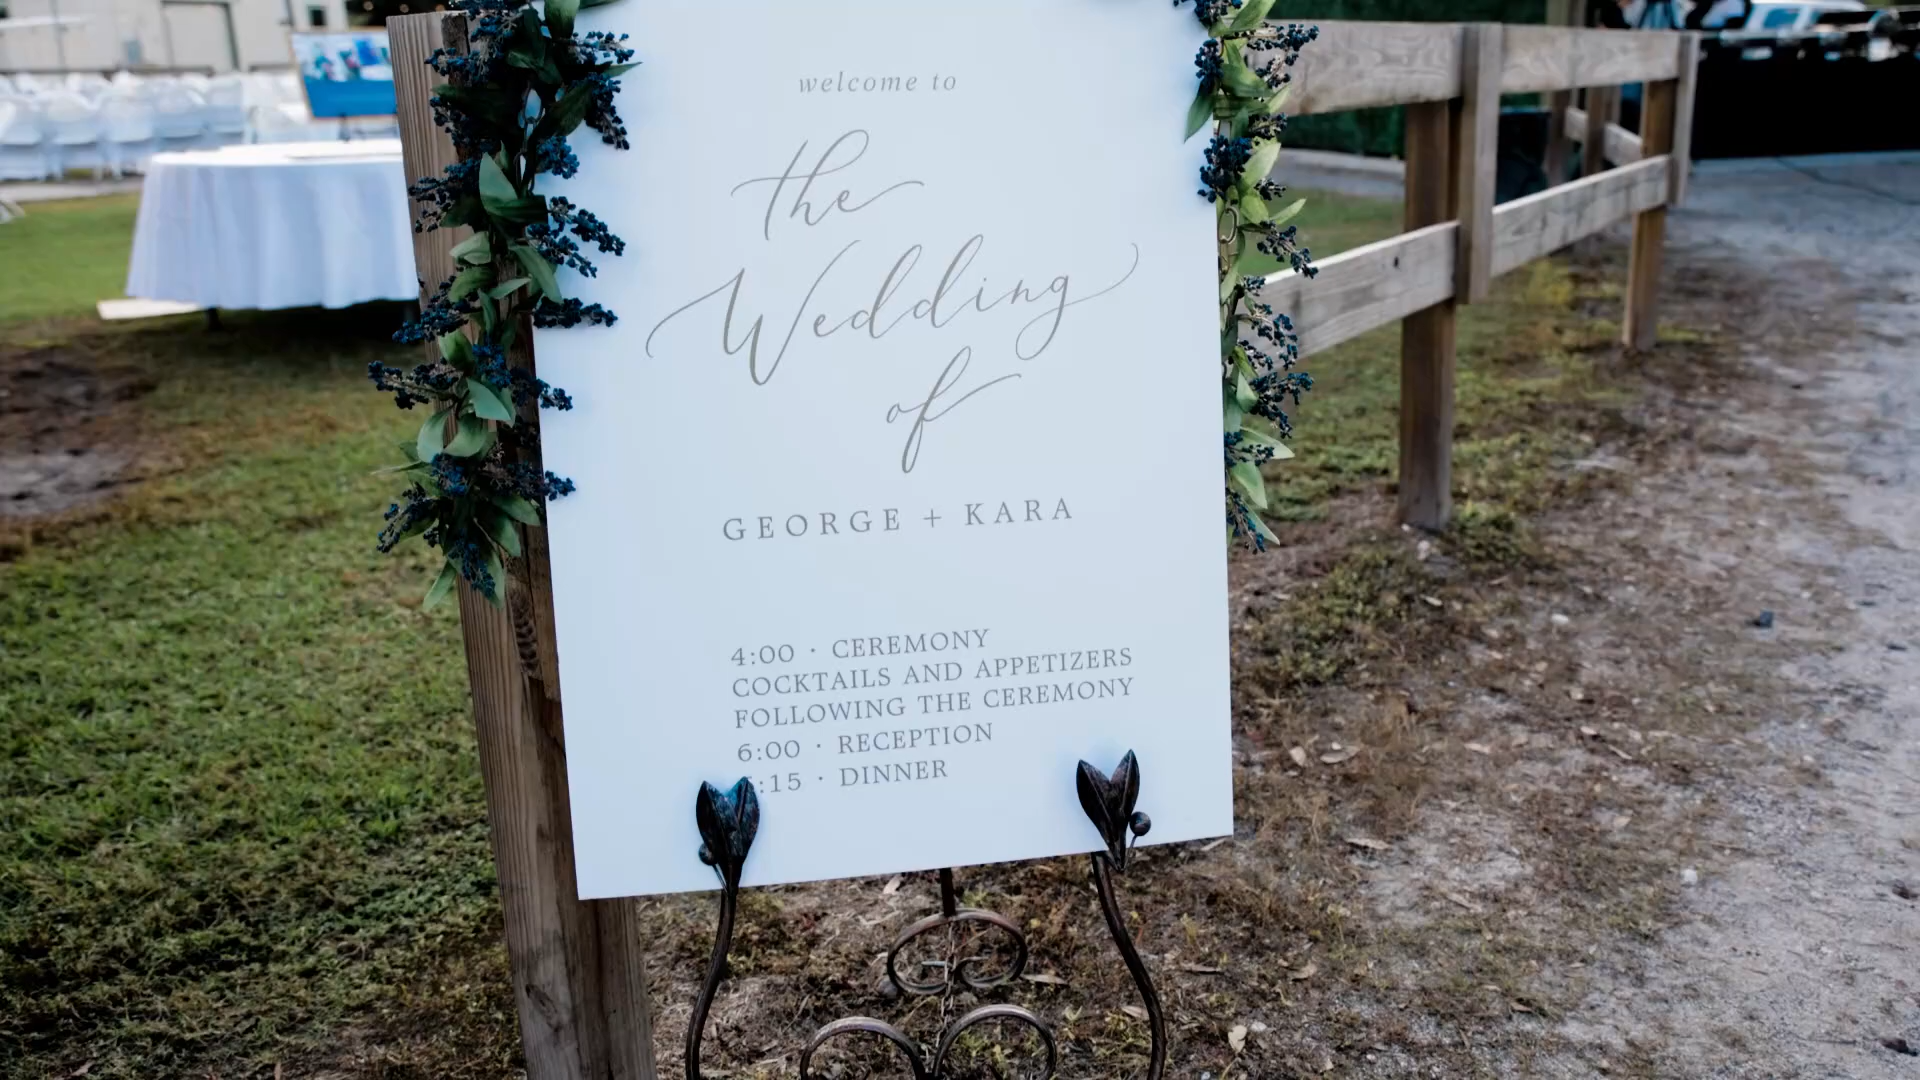 welcome to
the
Wedding
of
GEORGE + KARA
4:00 · CEREMONY
COCKTAILS AND APPETIZERS
FOLLOWING THE CEREMONY
6:00 · RECEPTION
:15 · DINNER